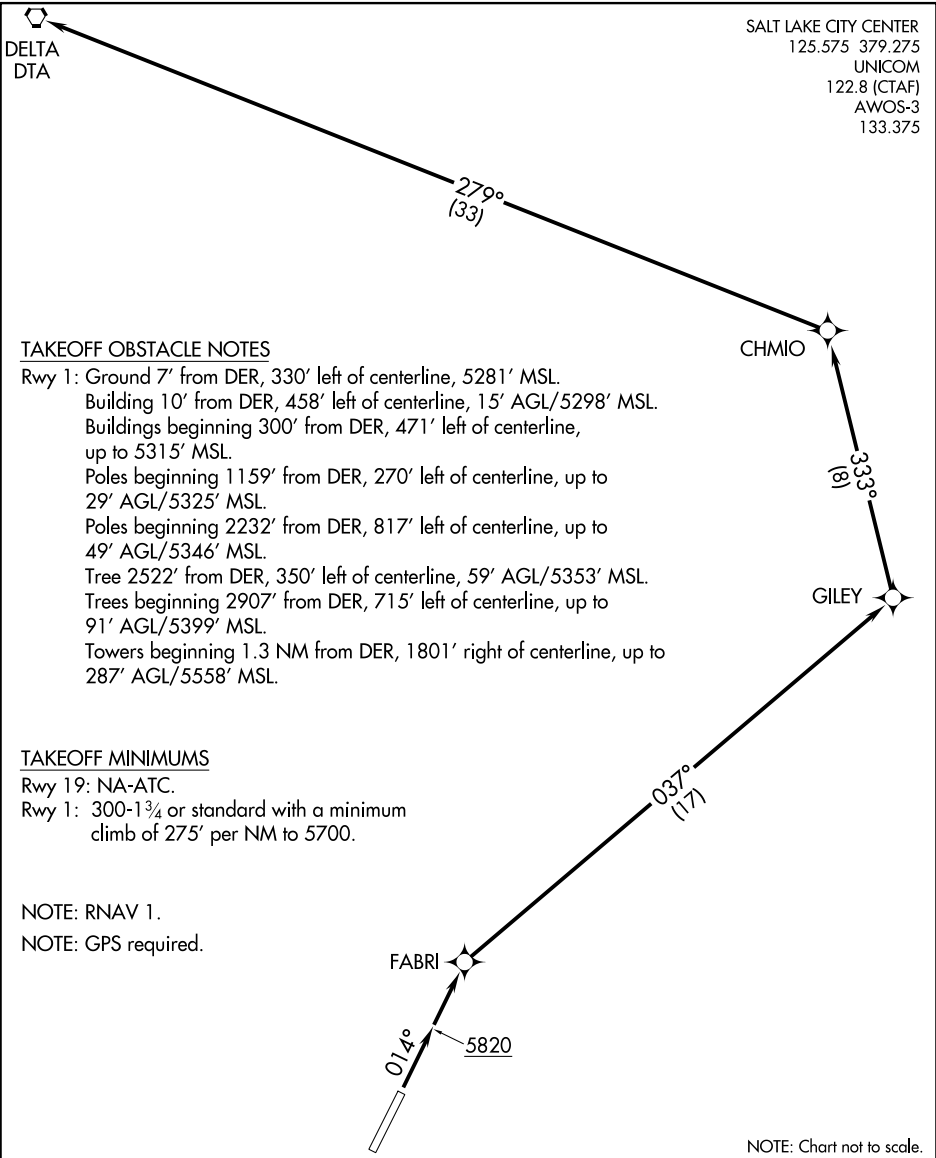 DELTA
DTA
SALT LAKE CITY CENTER
125.575 379.275
UNICOM
122.8 (CTAF)
AWOS-3
133.375
279°
(33)
CHMIO
TAKEOFF OBSTACLE NOTES
Rwy 1: Ground 7' from DER, 330' left of centerline, 5281' MSL.
Building 10' from DER, 458' left of centerline, 15' AGL/5298' MSL.
Buildings beginning 300' from DER, 471' left of centerline,
up to 5315' MSL.
Poles beginning 1159' from DER, 270' left of centerline, up to
29' AGL/5325' MSL.
Poles beginning 2232' from DER, 817' left of centerline, up to
49' AGL/5346' MSL.
Tree 2522' from DER, 350' left of centerline, 59' AGL/5353' MSL.
Trees beginning 2907' from DER, 715' left of centerline, up to
91' AGL/5399' MSL.
Towers beginning 1.3 NM from DER, 1801' right of centerline, up to
287' AGL/5558' MSL.
333°
(8)
GILEY
TAKEOFF MINIMUMS
Rwy 19: NA-ATC.
Rwy 1: 300-1¾ or standard with a minimum
climb of 275' per NM to 5700.
037°
(17)
NOTE: RNAV 1.
NOTE: GPS required.
FABRI
014°
5820
NOTE: Chart not to scale.